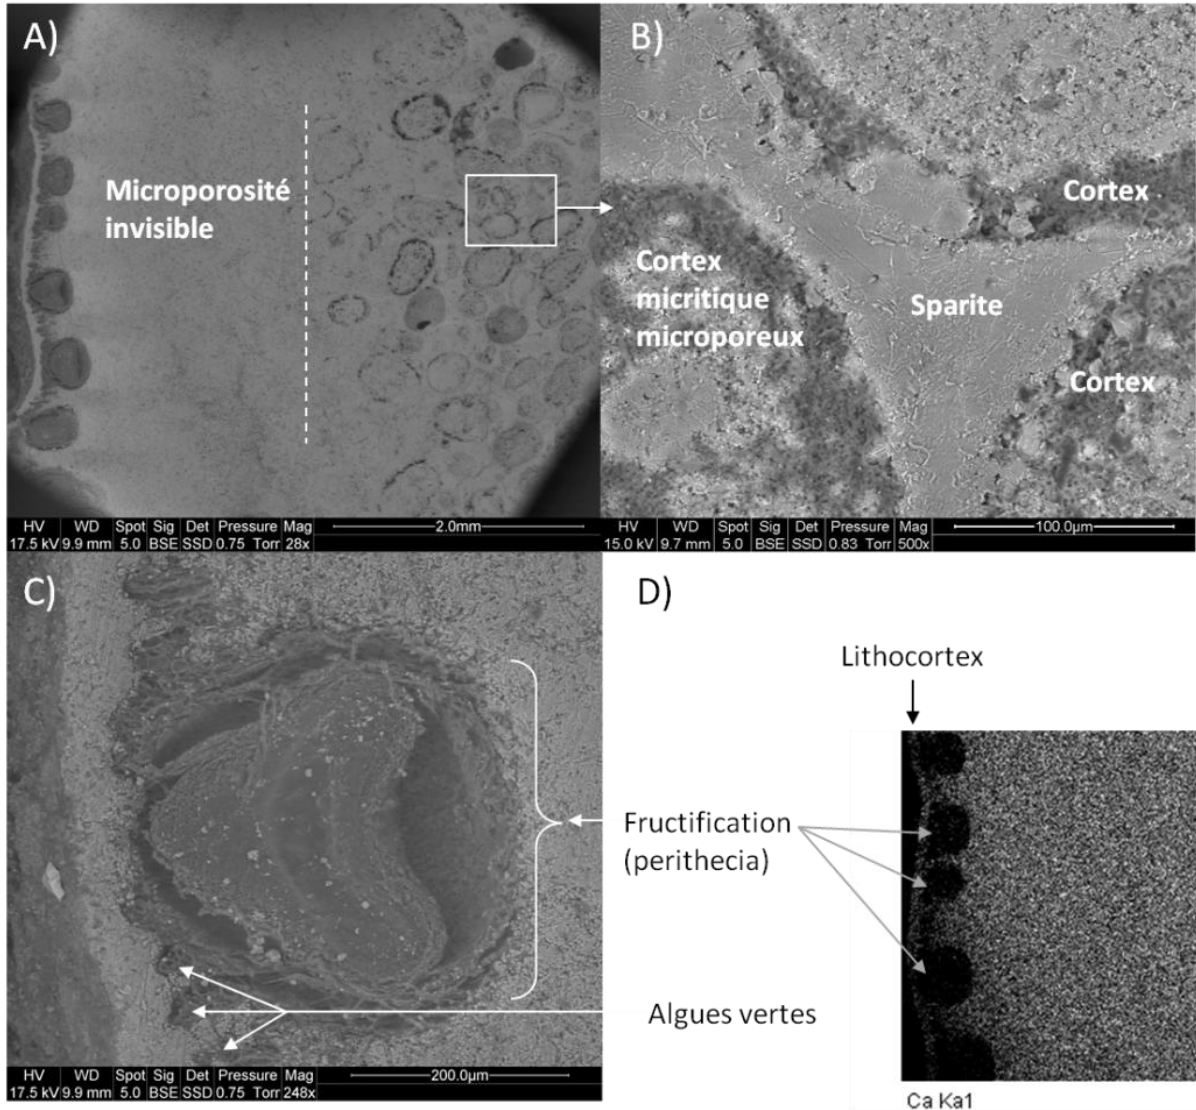 A)
Microporosité
invisible
HV WD Spot Sig Det Pressure Mag 2.0mm
17.5 kV 9.9 mm 5.0 BSE SSD 0.75 Torr 28x
B)
Cortex
Cortex
micritique
microporeux
Sparite
Cortex
HV WD Spot Sig Det Pressure Mag 100.0µm
15.0 kV 9.7 mm 5.0 BSE SSD 0.83 Torr 500x
C)
HV WD Spot Sig Det Pressure Mag 200.0µm
17.5 kV 9.9 mm 5.0 BSE SSD 0.75 Torr 248x
D)
Lithocortex
Fructification
(perithecia)
Algues vertes
Ca Ka1